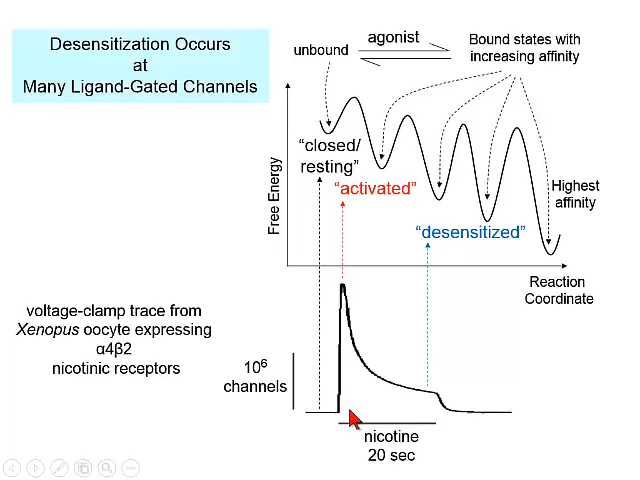 Desensitization Occurs
at
Many Ligand-Gated Channels
unbound
agonist
Bound states with
increasing affinity
Free Energy
“closed/
resting”
“activated”
“desensitized”
Highest
affinity
Reaction
Coordinate
voltage-clamp trace from
Xenopus oocyte expressing
α4β2
nicotinic receptors
10⁶
channels
nicotine
20 sec